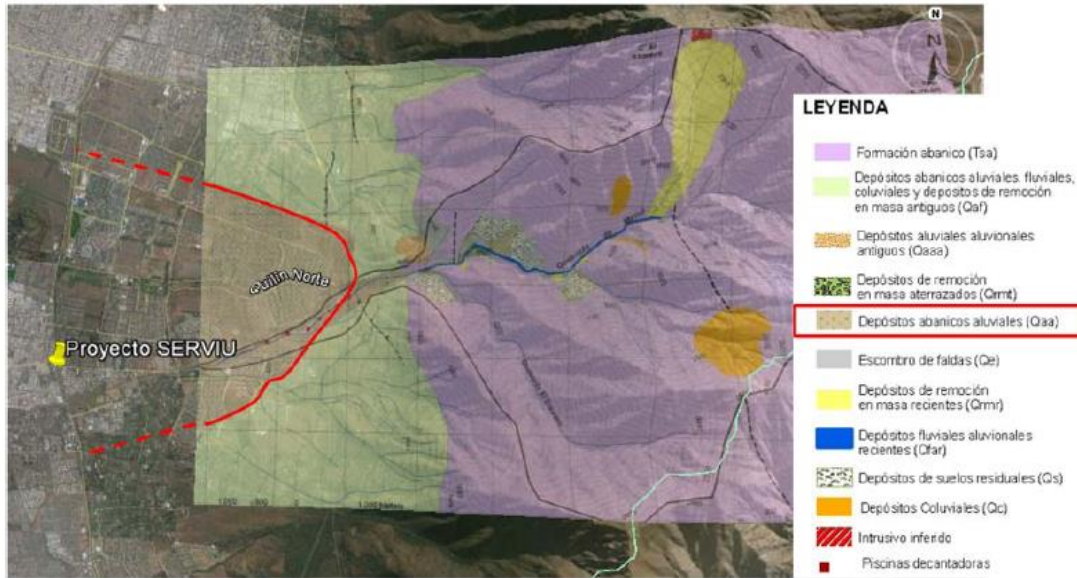 N
LEYENDA
Formación abanico (Tsa)
Depósitos abanicos aluviales, fluviales,
coluviales y depositos de remoción
en masa antiguos (Qaf)
Depósitos aluviales aluvionales
antiguos (Qaaa)
Depósitos de remoción
en masa aterrazados (Qrmt)
Depósitos abanicos aluviales (Qaa)
Escombro de faldas (Qe)
Depósitos de remoción
en masa recientes (Qrmr)
Depósitos fluviales aluvionales
recientes (Qfar)
Depósitos de suelos residuales (Qs)
Depósitos Coluviales (Qc)
Intrusivo inferido
Piscinas decantadoras
Quilín Norte
Proyecto SERVIU